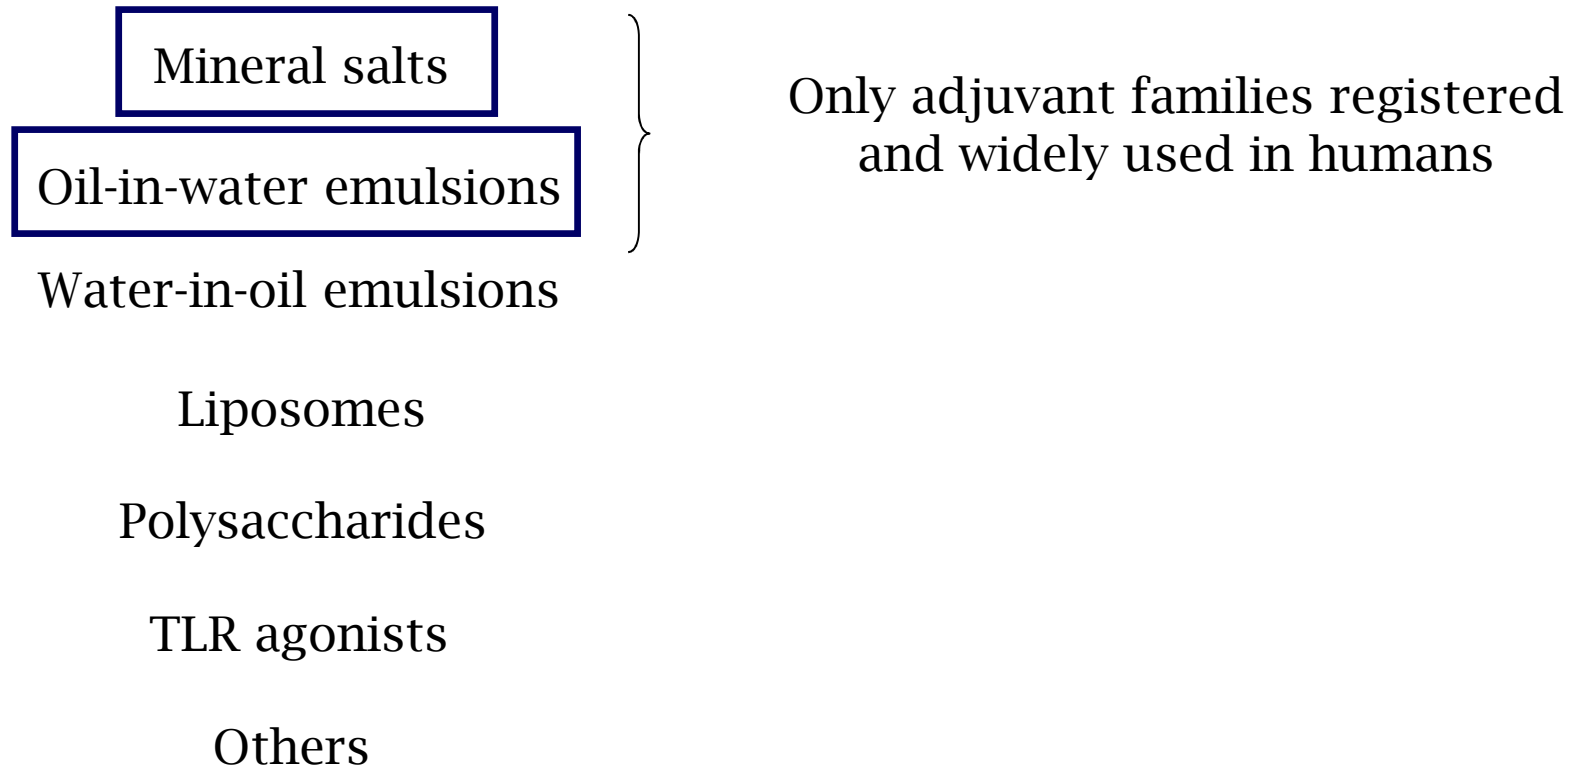 Mineral salts
Only adjuvant families registered
and widely used in humans
Oil-in-water emulsions
Water-in-oil emulsions
Liposomes
Polysaccharides
TLR agonists
Others